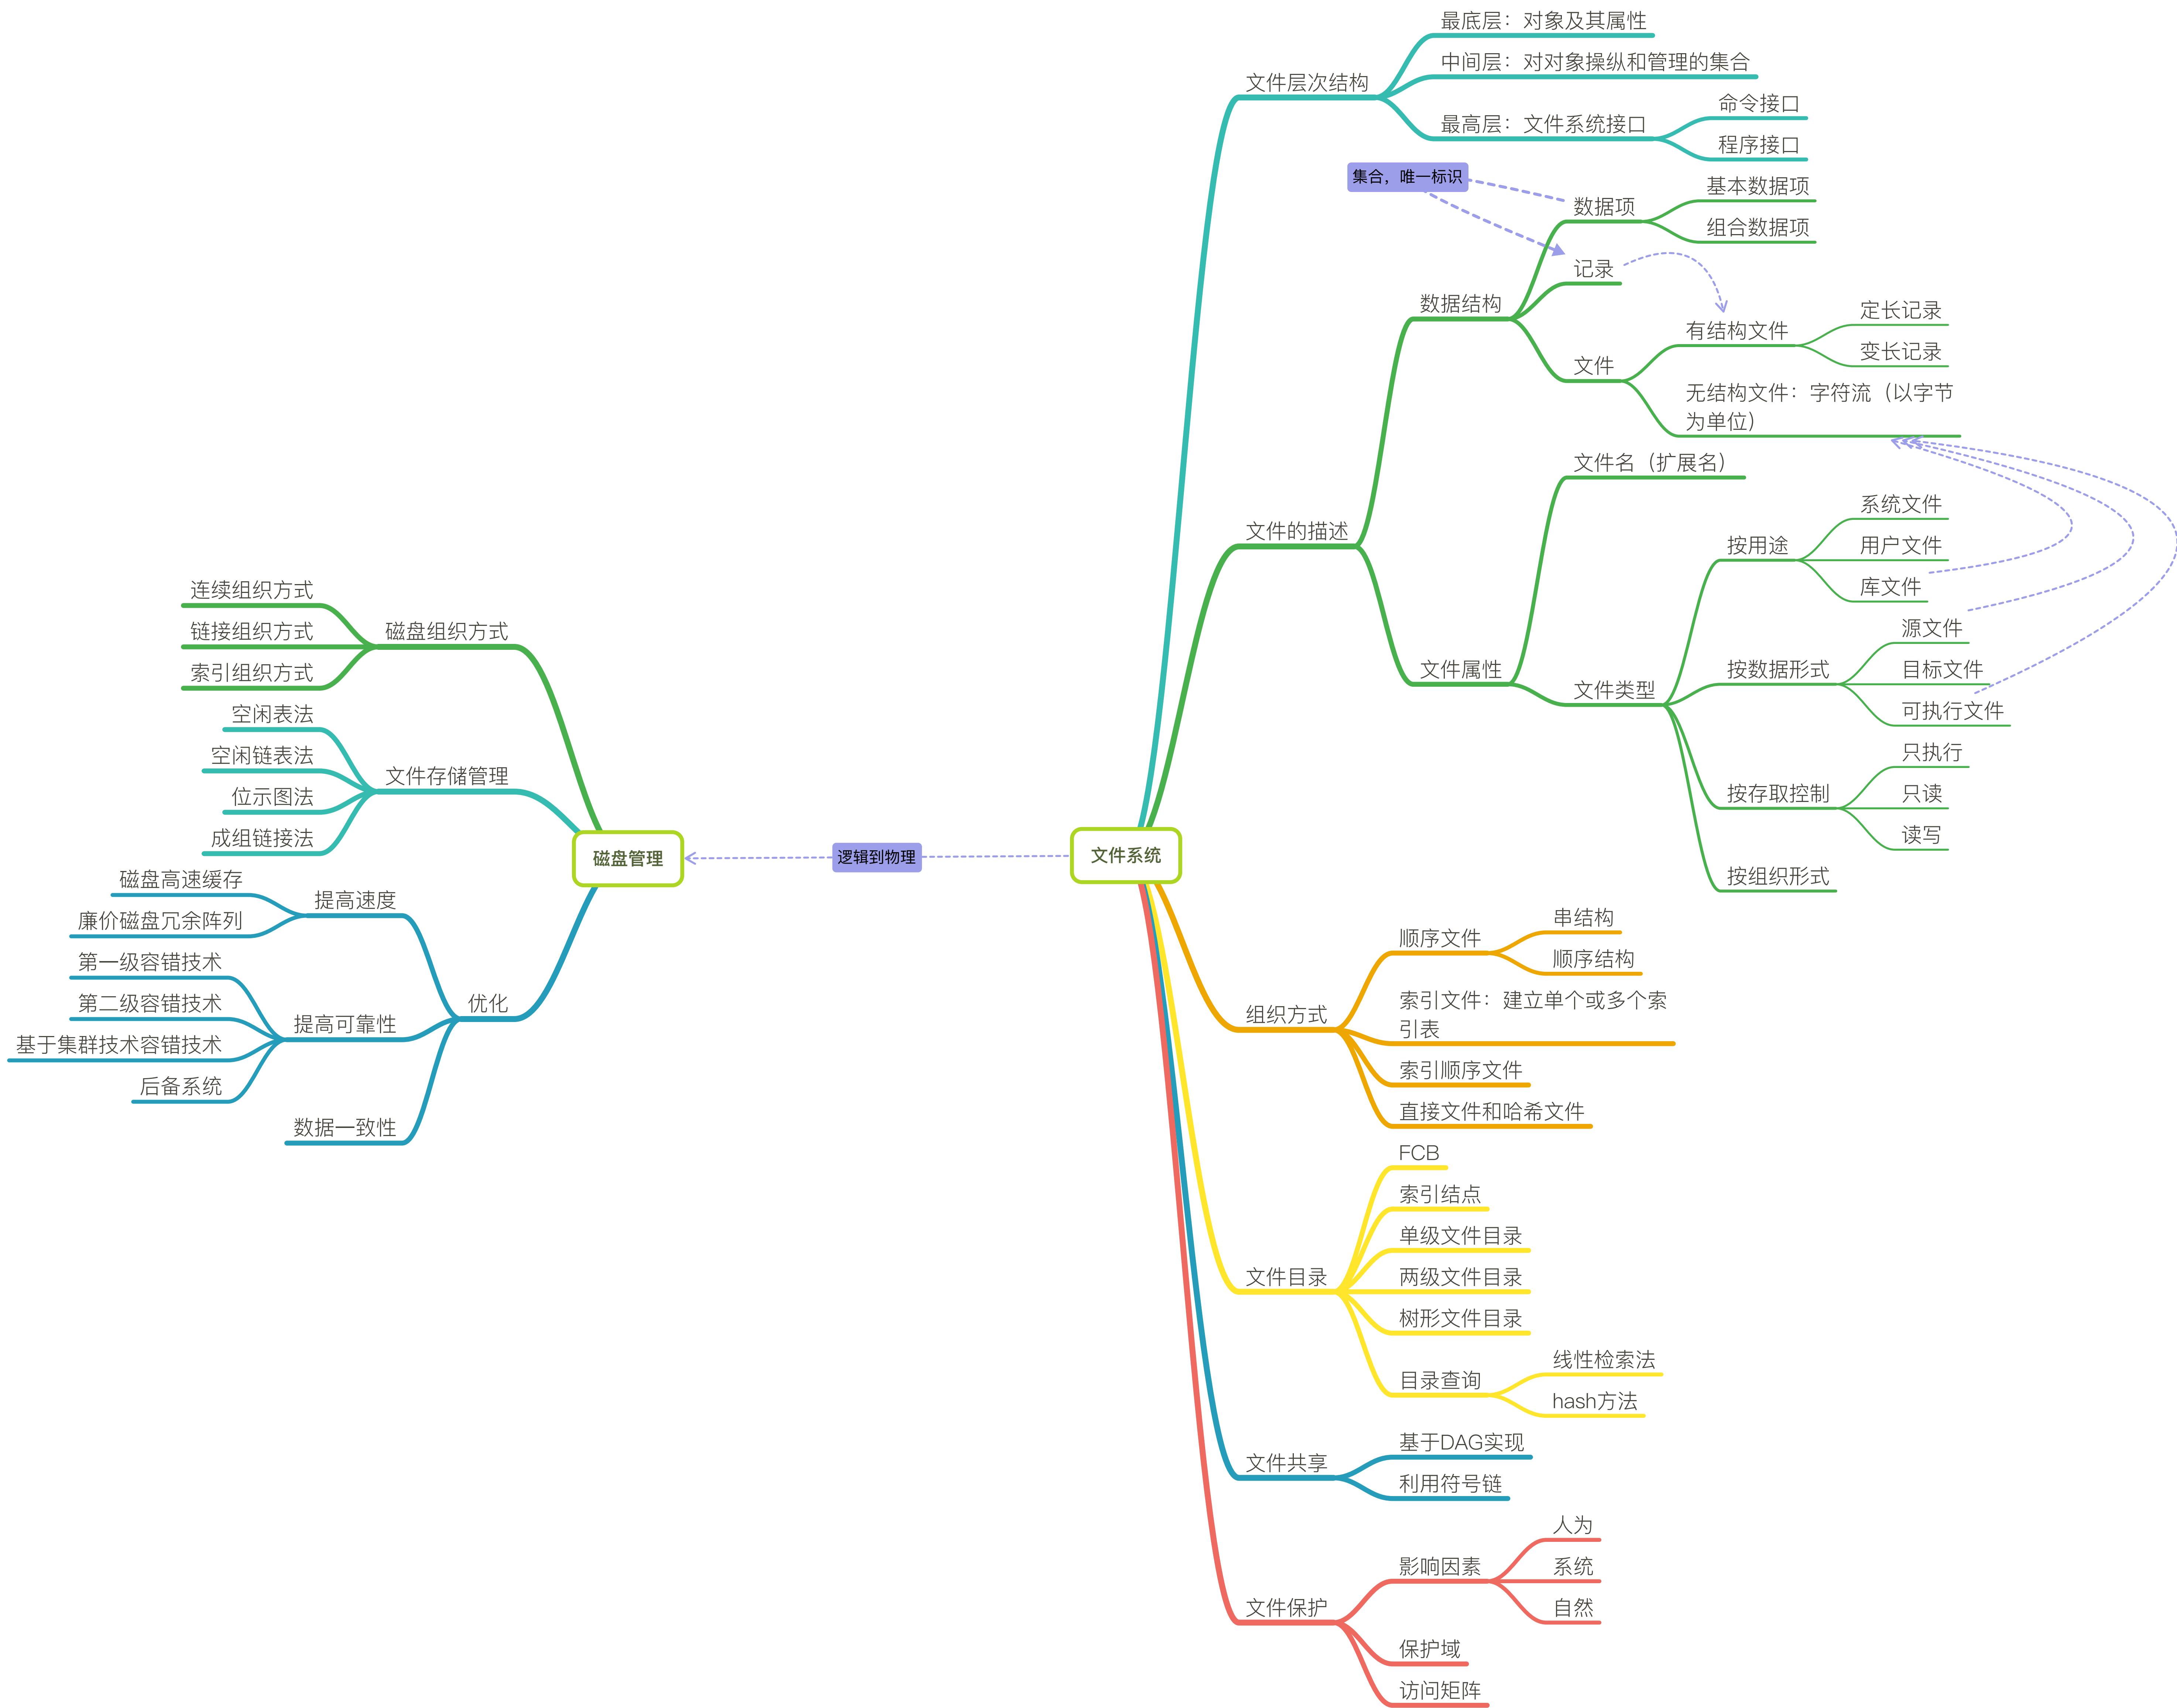 磁盘管理
磁盘组织方式
连续组织方式
链接组织方式
索引组织方式
文件存储管理
空闲表法
空闲链表法
位示图法
成组链接法
优化
提高速度
磁盘高速缓存
廉价磁盘冗余阵列
提高可靠性
第一级容错技术
第二级容错技术
基于集群技术容错技术
后备系统
数据一致性
逻辑到物理
文件系统
文件层次结构
最底层：对象及其属性
中间层：对对象操纵和管理的集合
最高层：文件系统接口
命令接口
程序接口
文件的描述
数据结构
集合，唯一标识
数据项
基本数据项
组合数据项
记录
文件
有结构文件
定长记录
变长记录
无结构文件：字符流（以字节
为单位）
文件属性
文件名（扩展名）
文件类型
按用途
系统文件
用户文件
库文件
按数据形式
源文件
目标文件
可执行文件
按存取控制
只执行
只读
读写
按组织形式
组织方式
顺序文件
串结构
顺序结构
索引文件：建立单个或多个索
引表
索引顺序文件
直接文件和哈希文件
文件目录
FCB
索引结点
单级文件目录
两级文件目录
树形文件目录
目录查询
线性检索法
hash方法
文件共享
基于DAG实现
利用符号链
文件保护
影响因素
人为
系统
自然
保护域
访问矩阵